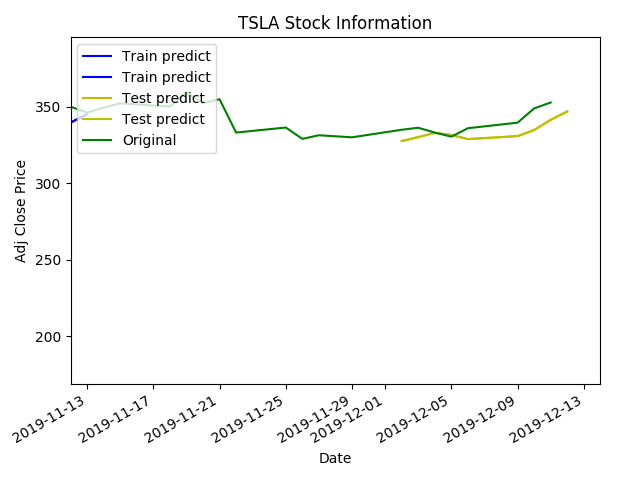 TSLA Stock Information
Train predict
Train predict
Test predict
Test predict
Original
350
300
250
200
Adj Close Price
2019-11-13
2019-11-17
2019-11-21
2019-11-25
2019-11-29
2019-12-01
2019-12-05
2019-12-09
2019-12-13
Date